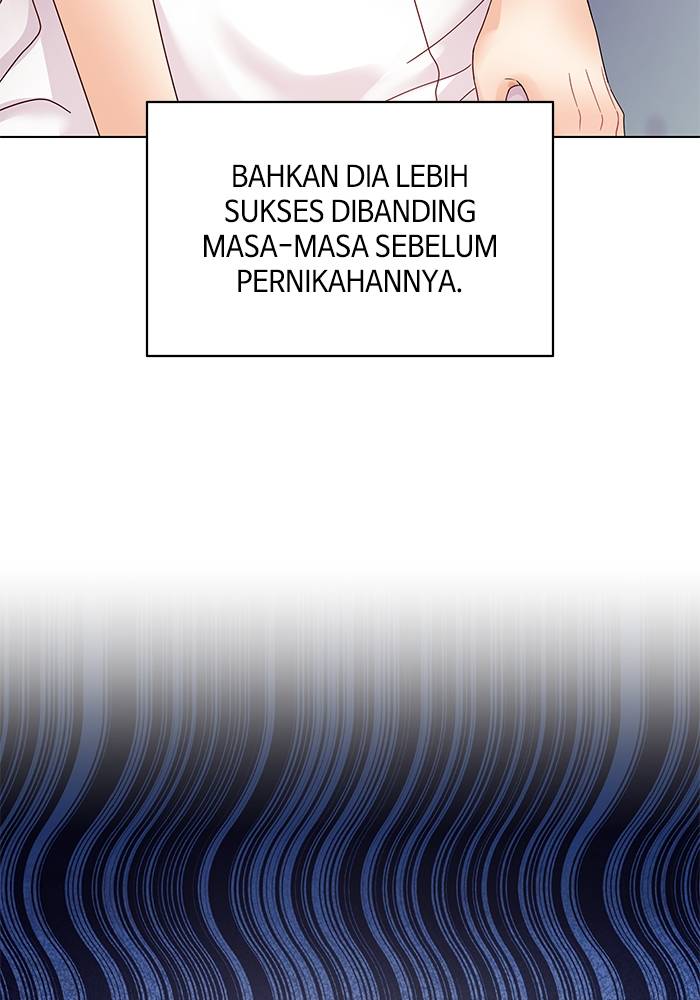 BAHKAN DIA LEBIH
SUKSES DIBANDING
MASA-MASA SEBELUM
PERNIKAHANNYA.